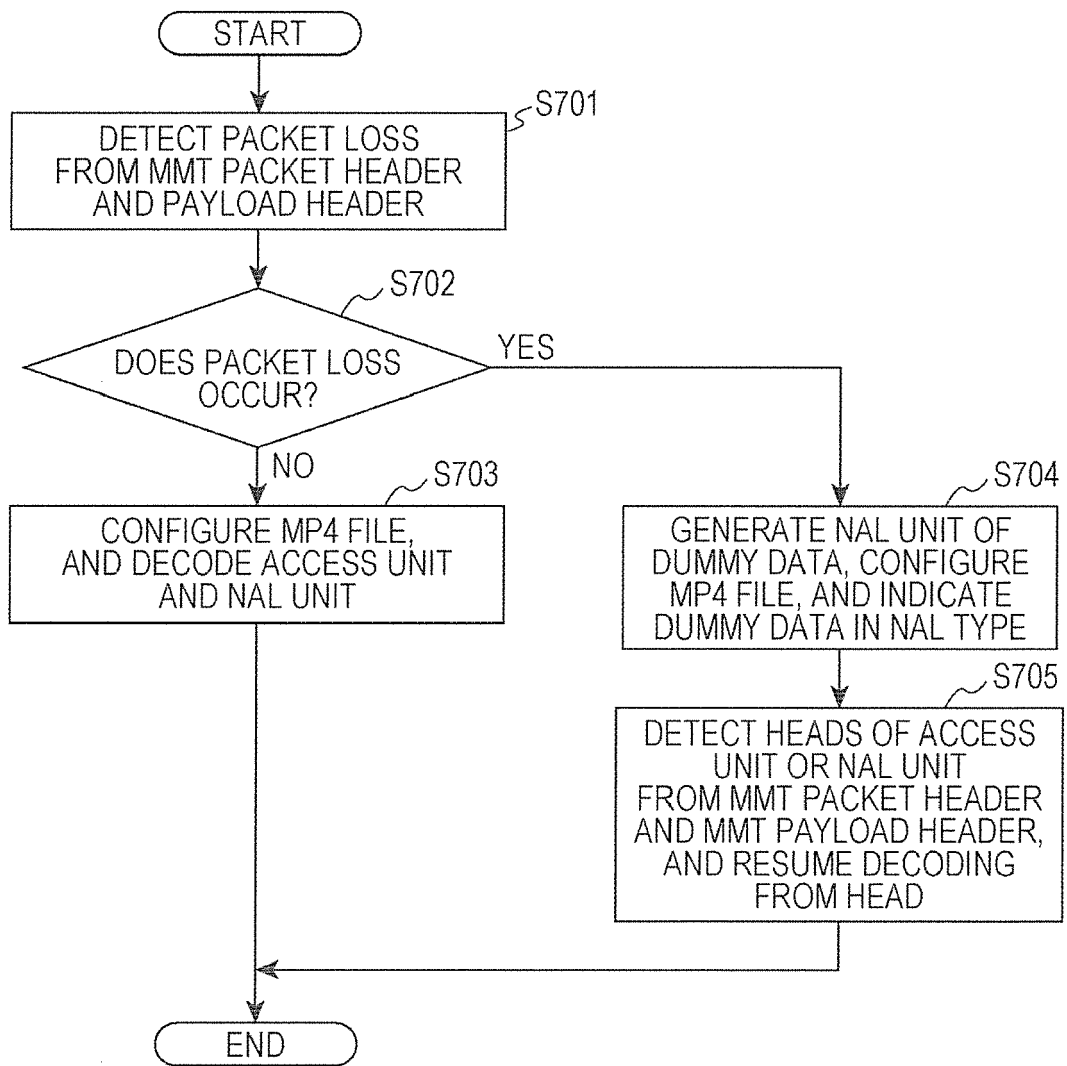 START
S701
DETECT PACKET LOSS
FROM MMT PACKET HEADER
AND PAYLOAD HEADER
S702
DOES PACKET LOSS
OCCUR?
YES
NO
S703
CONFIGURE MP4 FILE,
AND DECODE ACCESS UNIT
AND NAL UNIT
S704
GENERATE NAL UNIT OF
DUMMY DATA, CONFIGURE
MP4 FILE, AND INDICATE
DUMMY DATA IN NAL TYPE
S705
DETECT HEADS OF ACCESS
UNIT OR NAL UNIT
FROM MMT PACKET HEADER
AND MMT PAYLOAD HEADER,
AND RESUME DECODING
FROM HEAD
END